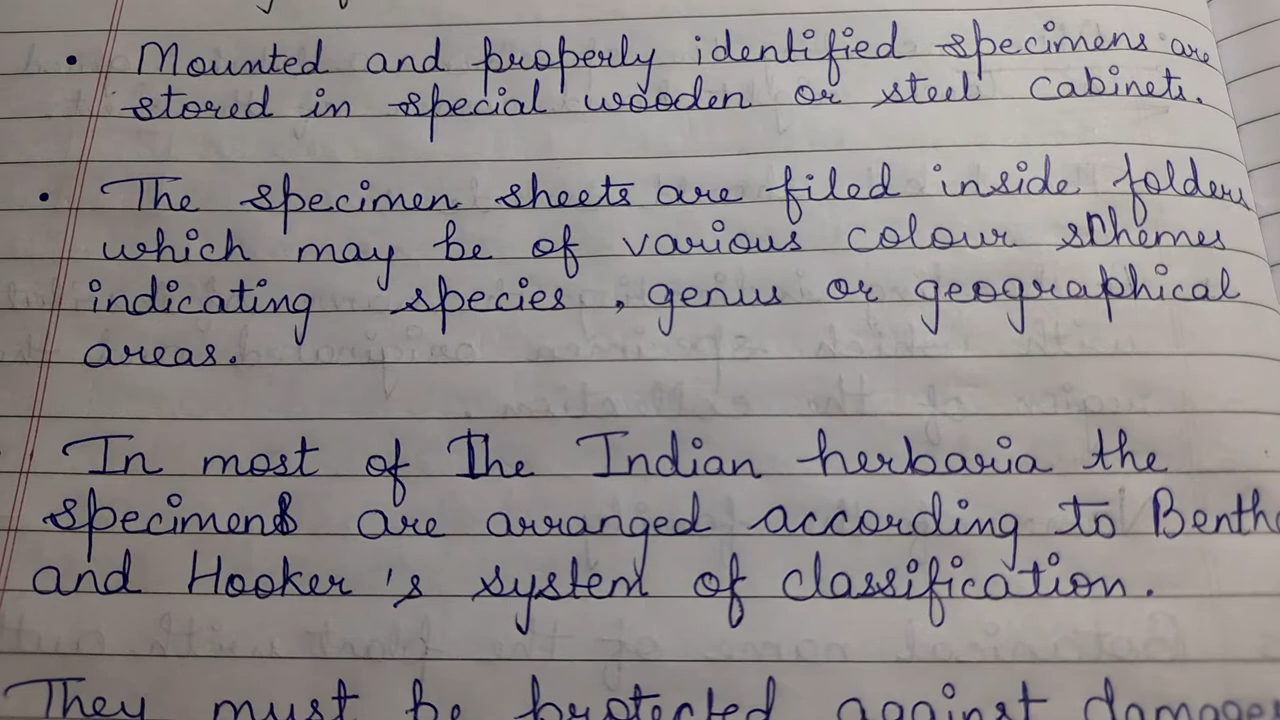 • Mounted and properly identified specimens are
stored in special wooden or steel cabinets.
• The specimen sheets are filed inside folders
which may be of various colour schemes
indicating species, genus or geographical
areas.
In most of the Indian herbaria the
specimens are arranged according to Benth
and Hooker's system of classification.
They must be protected against damages